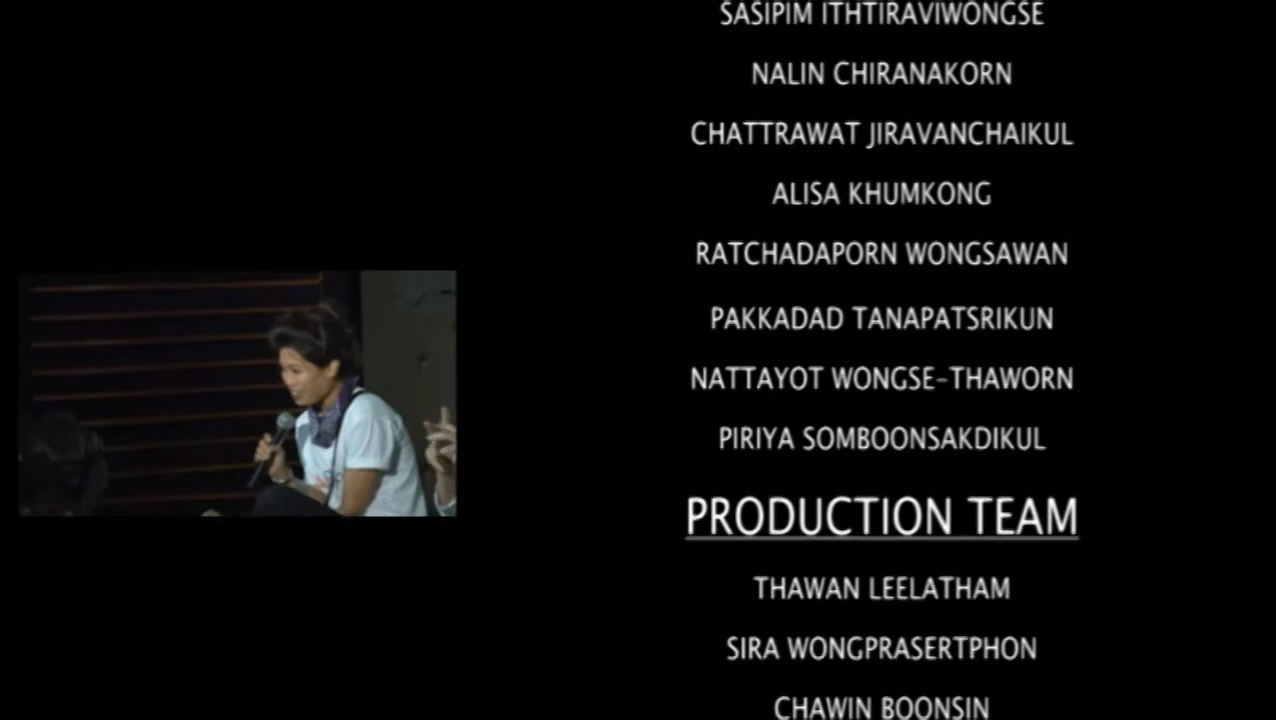 SASIPIM ITHTIRAVIWONGSE
NALIN CHIRANAKORN
CHATTRAWAT JIRAVANCHAIKUL
ALISA KHUMKONG
RATCHADAPORN WONGSAWAN
PAKKADAD TANAPATSRIKUN
NATTAYOT WONGSE-THAWORN
PIRIYA SOMBOONSAKDIKUL
PRODUCTION TEAM
THAWAN LEELATHAM
SIRA WONGPRASERTPHON
CHAWIN BOONSIN